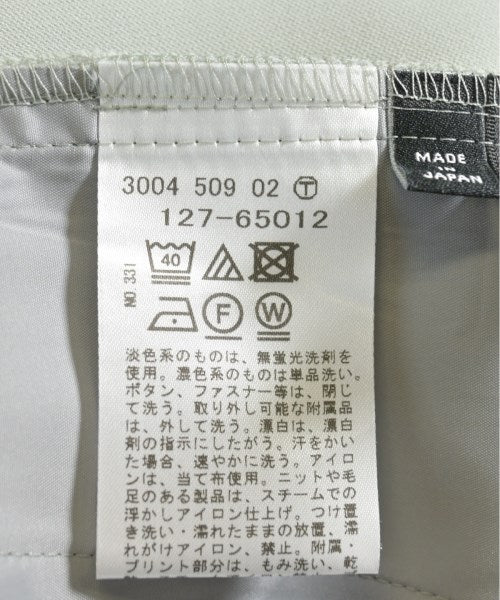 3004 509 02 Ⓣ
127-65012
MADE
IN
JAPAN
40
NO 331
F
W
淡色系のものは、無蛍光洗剤を
使用。濃色系のものは単品洗い。
ボタン、ファスナー等は、閉じ
て洗う。取り外し可能な附属品
は、外して洗う。漂白は、漂白
剤の指示にしたがう。汗をかい
た場合、速やかに洗う。アイロ
ンは、当て布使用。ニットや毛
足のある製品は、スチームでの
浮かしアイロン仕上げ。つけ置
き洗い・濡れたままの放置、濡
れがけアイロン、禁止。附属・
プリント部分は、もみ洗い、乾